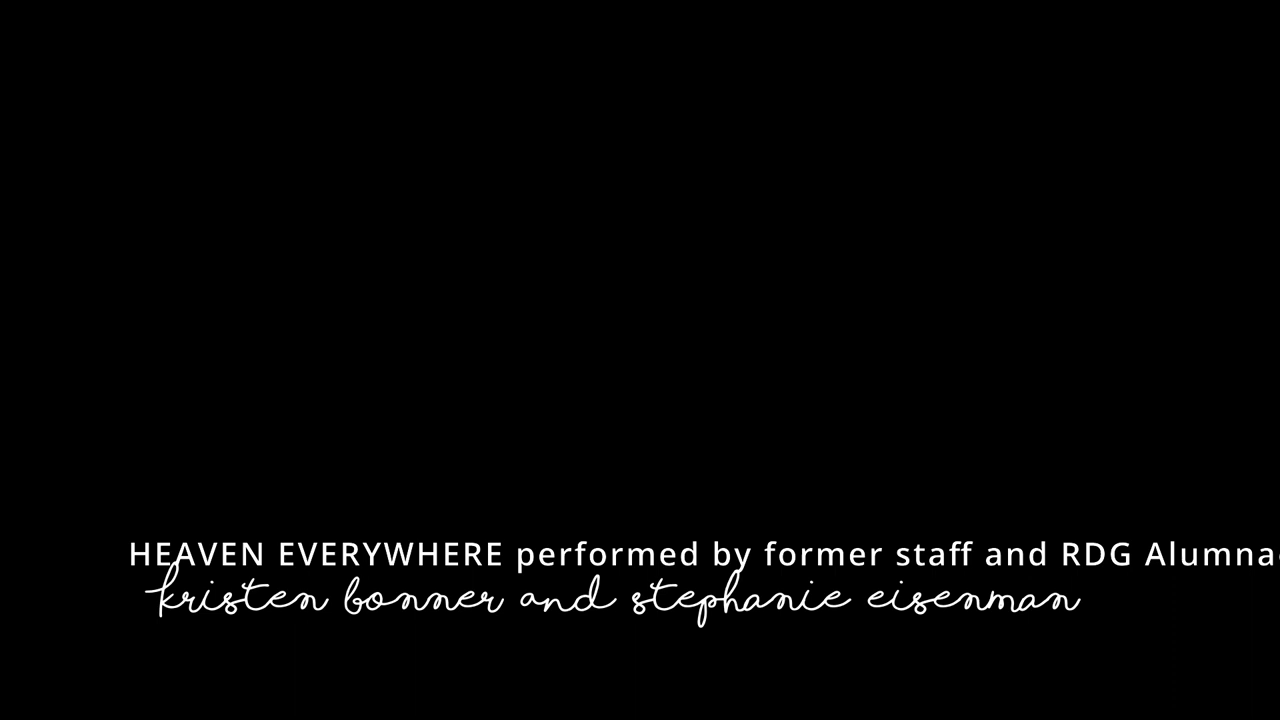 HEAVEN EVERYWHERE performed by former staff and RDG Alumna
kristen bonner and stephanie eisenman